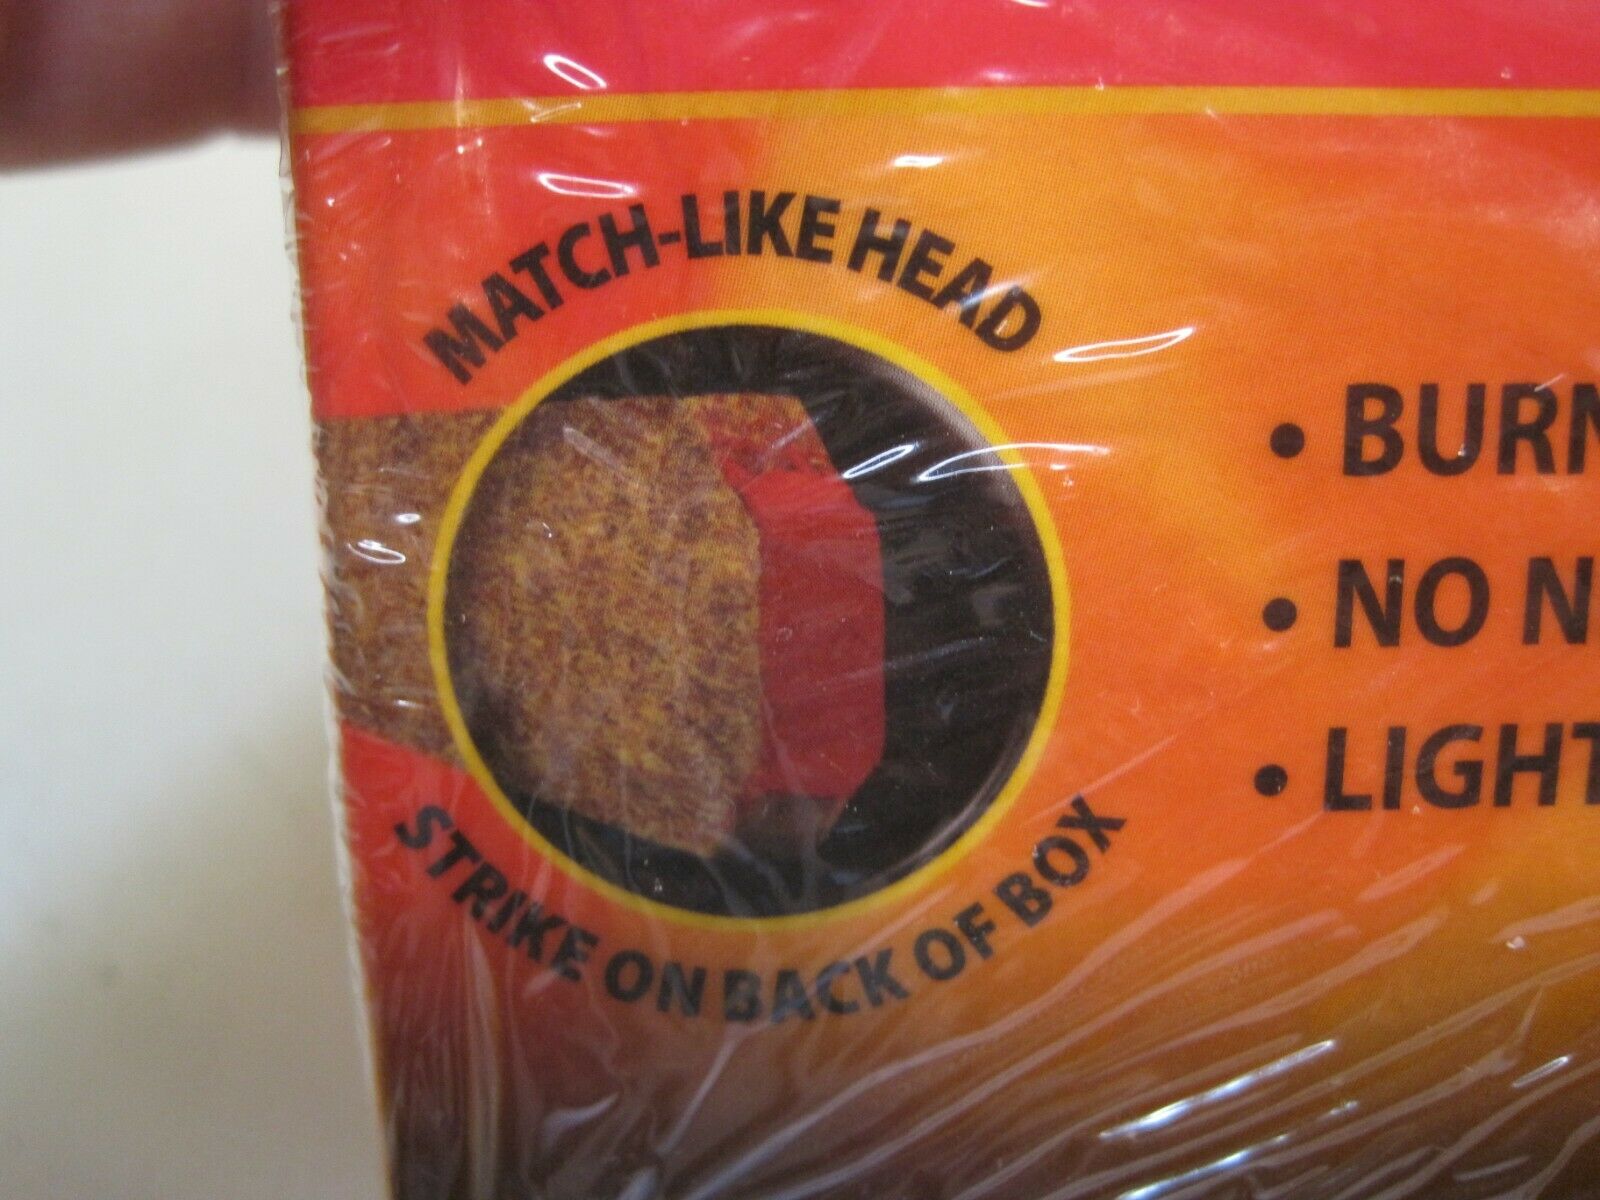 MATCH-LIKE HEAD
STRIKE ON BACK OF BOX
• BURN
• NO N
• LIGHT